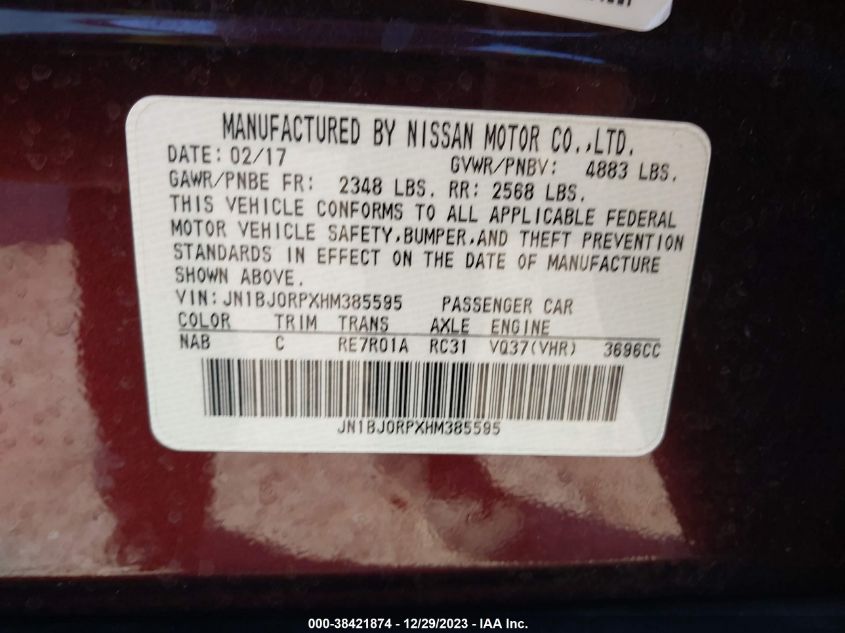 MANUFACTURED BY NISSAN MOTOR CO.,LTD.
DATE: 02/17 GVWR/PNBV: 4883 LBS.
GAWR/PNBE FR: 2348 LBS. RR: 2568 LBS.
THIS VEHICLE CONFORMS TO ALL APPLICABLE FEDERAL
MOTOR VEHICLE SAFETY,BUMPER,AND THEFT PREVENTION
STANDARDS IN EFFECT ON THE DATE OF MANUFACTURE
SHOWN ABOVE.
VIN: JN1BJ0RPXHM385595 PASSENGER CAR
COLOR TRIM TRANS AXLE ENGINE
NAB C RE7R01A RC31 VQ37(VHR) 3696CC
JN1BJ0RPXHM385595
000-38421874 - 12/29/2023 - IAA Inc.